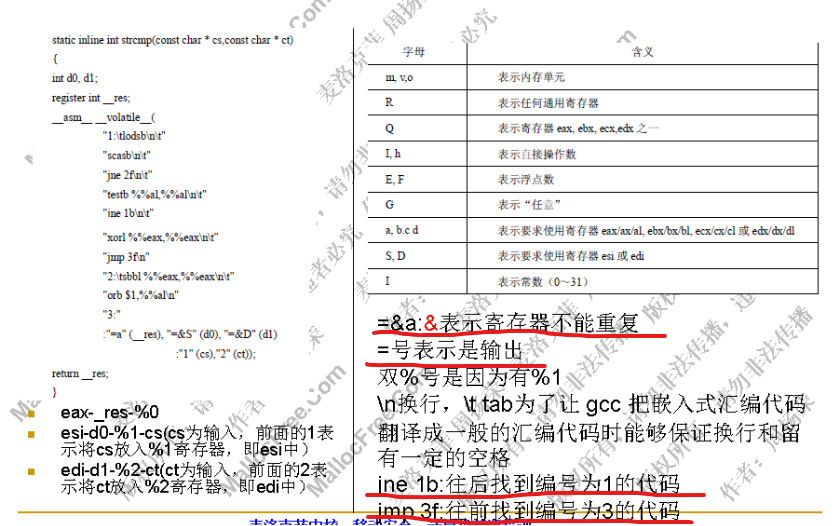 static inline int strcmp(const char * cs,const char * ct)
{
int d0, d1;
register int __res;
__asm__ __volatile__(
"1:\tlodsb\n\t"
"scasb\n\t"
"jne 2f\n\t"
"testb %%al,%%al\n\t"
"jne 1b\n\t"
"xorl %%eax,%%eax\n\t"
"jmp 3f\n"
"2:\tsbbl %%eax,%%eax\n\t"
"orb $1,%%al\n"
"3:"
:"=a" (__res), "=&S" (d0), "=&D" (d1)
:"1" (cs),"2" (ct));
return __res;
}
eax-_res-%0
esi-d0-%1-cs(cs为输入，前面的1表
示将cs放入%1寄存器，即esi中）
edi-d1-%2-ct(ct为输入，前面的2表
示将ct放入%2寄存器，即edi中）
字母 含义
m, v,o 表示内存单元
R 表示任何通用寄存器
Q 表示寄存器 eax, ebx, ecx,edx 之一
I, h 表示直接操作数
E, F 表示浮点数
G 表示“任意”
a, b.c d 表示要求使用寄存器 eax/ax/al, ebx/bx/bl, ecx/cx/cl 或 edx/dx/dl
S, D 表示要求使用寄存器 esi 或 edi
I 表示常数（0～31）
=&a:&表示寄存器不能重复
=号表示是输出
双%号是因为有%1
\n换行，\t tab为了让 gcc 把嵌入式汇编代码
翻译成一般的汇编代码时能够保证换行和留
有一定的空格
jne 1b:往后找到编号为1的代码
jmp 3f:往前找到编号为3的代码